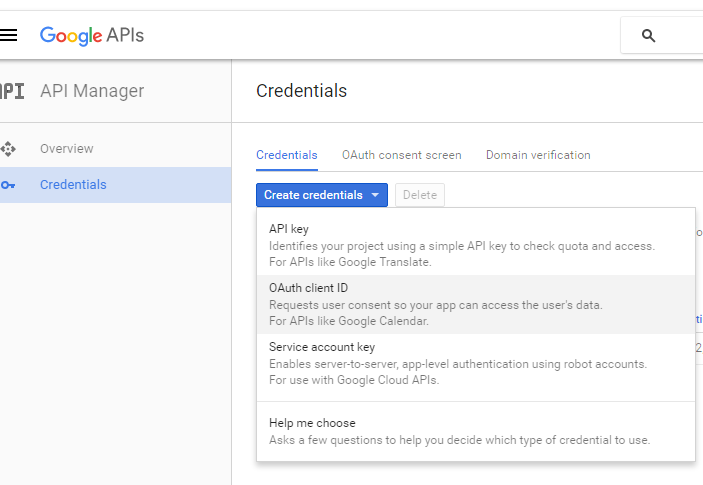 Google APIs
API API Manager
Credentials
Overview
Credentials
Credentials OAuth consent screen Domain verification
Create credentials Delete
API key
Identifies your project using a simple API key to check quota and access.
For APIs like Google Translate.
OAuth client ID
Requests user consent so your app can access the user's data.
For APIs like Google Calendar.
Service account key
Enables server-to-server, app-level authentication using robot accounts.
For use with Google Cloud APIs.
Help me choose
Asks a few questions to help you decide which type of credential to use.